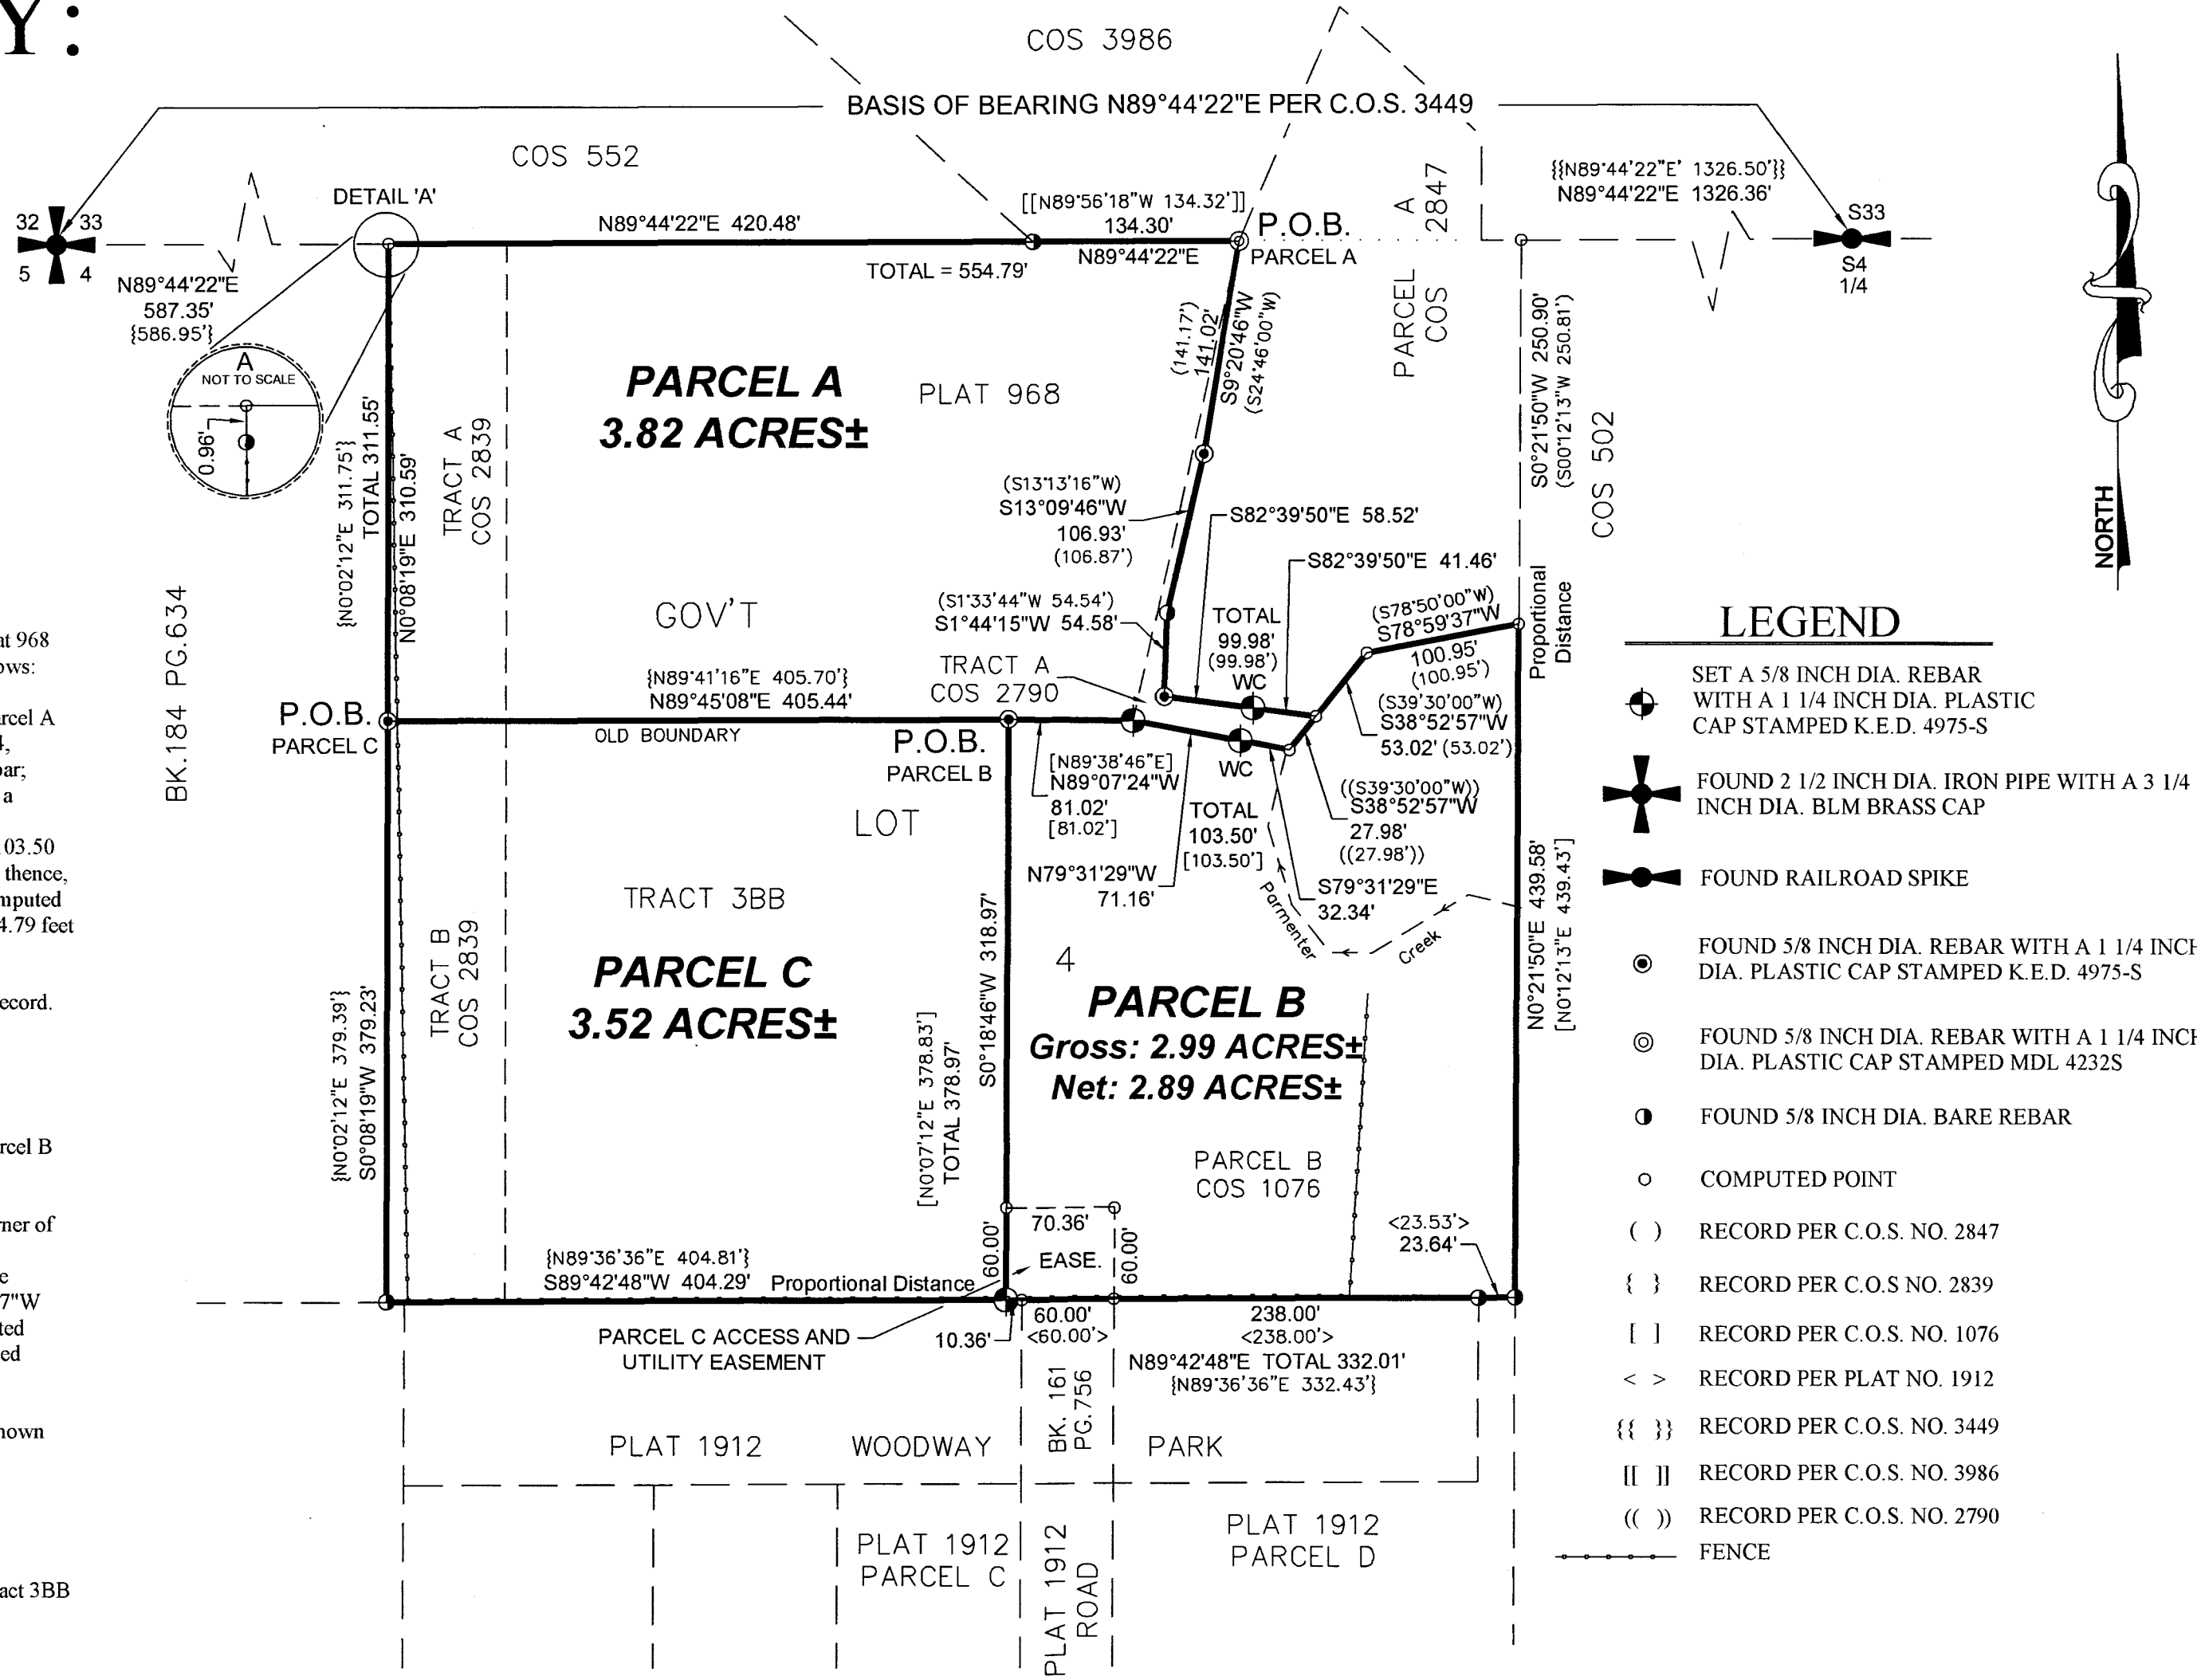 Y :
COS 3986
BASIS OF BEARING N89°44'22"E PER C.O.S. 3449
COS 552
DETAIL 'A'
32 33
5 4
N89°44'22"E
587.35'
{586.95'}
A
NOT TO SCALE
0.96'
N89°44'22"E 420.48'
[[N89°56'18"W 134.32']]
134.30'
N89°44'22"E
TOTAL = 554.79'
P.O.B.
PARCEL A
PARCEL A
COS 2847
{{N89°44'22"E' 1326.50'}}
N89°44'22"E 1326.36'
S33
S4
1/4
NORTH
PARCEL A
3.82 ACRES±
PLAT 968
(141.17')
141.02'
S9°20'46"W
(S24°46'00"W)
S0°21'50"W 250.90'
(S00°12'13"W 250.81')
COS 502
{N0°02'12"E 311.75'}
TOTAL 311.55'
N0°08'19"E 310.59'
TRACT A
COS 2839
(S13°13'16"W)
S13°09'46"W
106.93'
(106.87')
S82°39'50"E 58.52'
S82°39'50"E 41.46'
(S1°33'44"W 54.54')
S1°44'15"W 54.58'
TOTAL
99.98'
(99.98')
WC
(S78°50'00"W)
S78°59'37"W
100.95'
(100.95')
Proportional
Distance
(S39°30'00"W)
S38°52'57"W
53.02' (53.02')
BK.184 PG.634
GOV'T
TRACT A
COS 2790
{N89°41'16"E 405.70'}
N89°45'08"E 405.44'
OLD BOUNDARY
P.O.B.
PARCEL C
P.O.B.
PARCEL B
[N89°38'46"E]
N89°07'24"W
81.02'
[81.02']
WC
TOTAL
103.50'
[103.50']
((S39°30'00"W))
S38°52'57"W
27.98'
((27.98'))
N79°31'29"W
71.16'
S79°31'29"E
32.34'
Parmenter
Creek
LOT
4
TRACT 3BB
PARCEL C
3.52 ACRES±
TRACT B
COS 2839
{N0°02'12"E 379.39'}
S0°08'19"W 379.23'
S0°18'46"W 318.97'
[N0°07'12"E 378.83']
TOTAL 378.97'
PARCEL B
Gross: 2.99 ACRES±
Net: 2.89 ACRES±
N0°21'50"E 439.58'
[N0°12'13"E 439.43']
PARCEL B
COS 1076
70.36'
60.00'
EASE.
60.00'
<23.53'>
23.64'
{N89°36'36"E 404.81'}
S89°42'48"W 404.29' Proportional Distance
PARCEL C ACCESS AND
UTILITY EASEMENT
10.36'
60.00'
<60.00'>
238.00'
<238.00'>
N89°42'48"E TOTAL 332.01'
{N89°36'36"E 332.43'}
BK. 161
PG.756
PLAT 1912 WOODWAY PARK
PLAT 1912
PARCEL C
PLAT 1912
ROAD
PLAT 1912
PARCEL D
at 968
ows:
rcel A
4,
bar;
a
103.50
thence,
mputed
4.79 feet
ecord.
rcel B
ner of
e
7"W
ted
ed
hown
act 3BB
LEGEND
SET A 5/8 INCH DIA. REBAR
WITH A 1 1/4 INCH DIA. PLASTIC
CAP STAMPED K.E.D. 4975-S
FOUND 2 1/2 INCH DIA. IRON PIPE WITH A 3 1/4
INCH DIA. BLM BRASS CAP
FOUND RAILROAD SPIKE
FOUND 5/8 INCH DIA. REBAR WITH A 1 1/4 INCH
DIA. PLASTIC CAP STAMPED K.E.D. 4975-S
FOUND 5/8 INCH DIA. REBAR WITH A 1 1/4 INCH
DIA. PLASTIC CAP STAMPED MDL 4232S
FOUND 5/8 INCH DIA. BARE REBAR
COMPUTED POINT
( ) RECORD PER C.O.S. NO. 2847
{ } RECORD PER C.O.S NO. 2839
[ ] RECORD PER C.O.S. NO. 1076
< > RECORD PER PLAT NO. 1912
{{ }} RECORD PER C.O.S. NO. 3449
[[ ]] RECORD PER C.O.S. NO. 3986
(( )) RECORD PER C.O.S. NO. 2790
FENCE